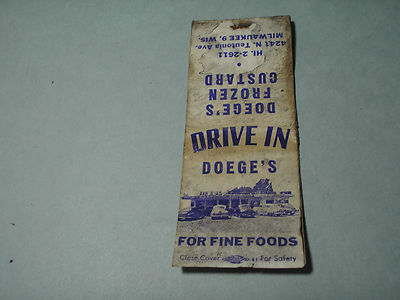 DRIVE IN
DOEGE'S
FOR FINE FOODS
Close Cover For Safety
DOEGE'S
FROZEN
CUSTARD
•
HI. 2-2611
4241 N. Teutonia Ave.
MILWAUKEE 9, WIS.